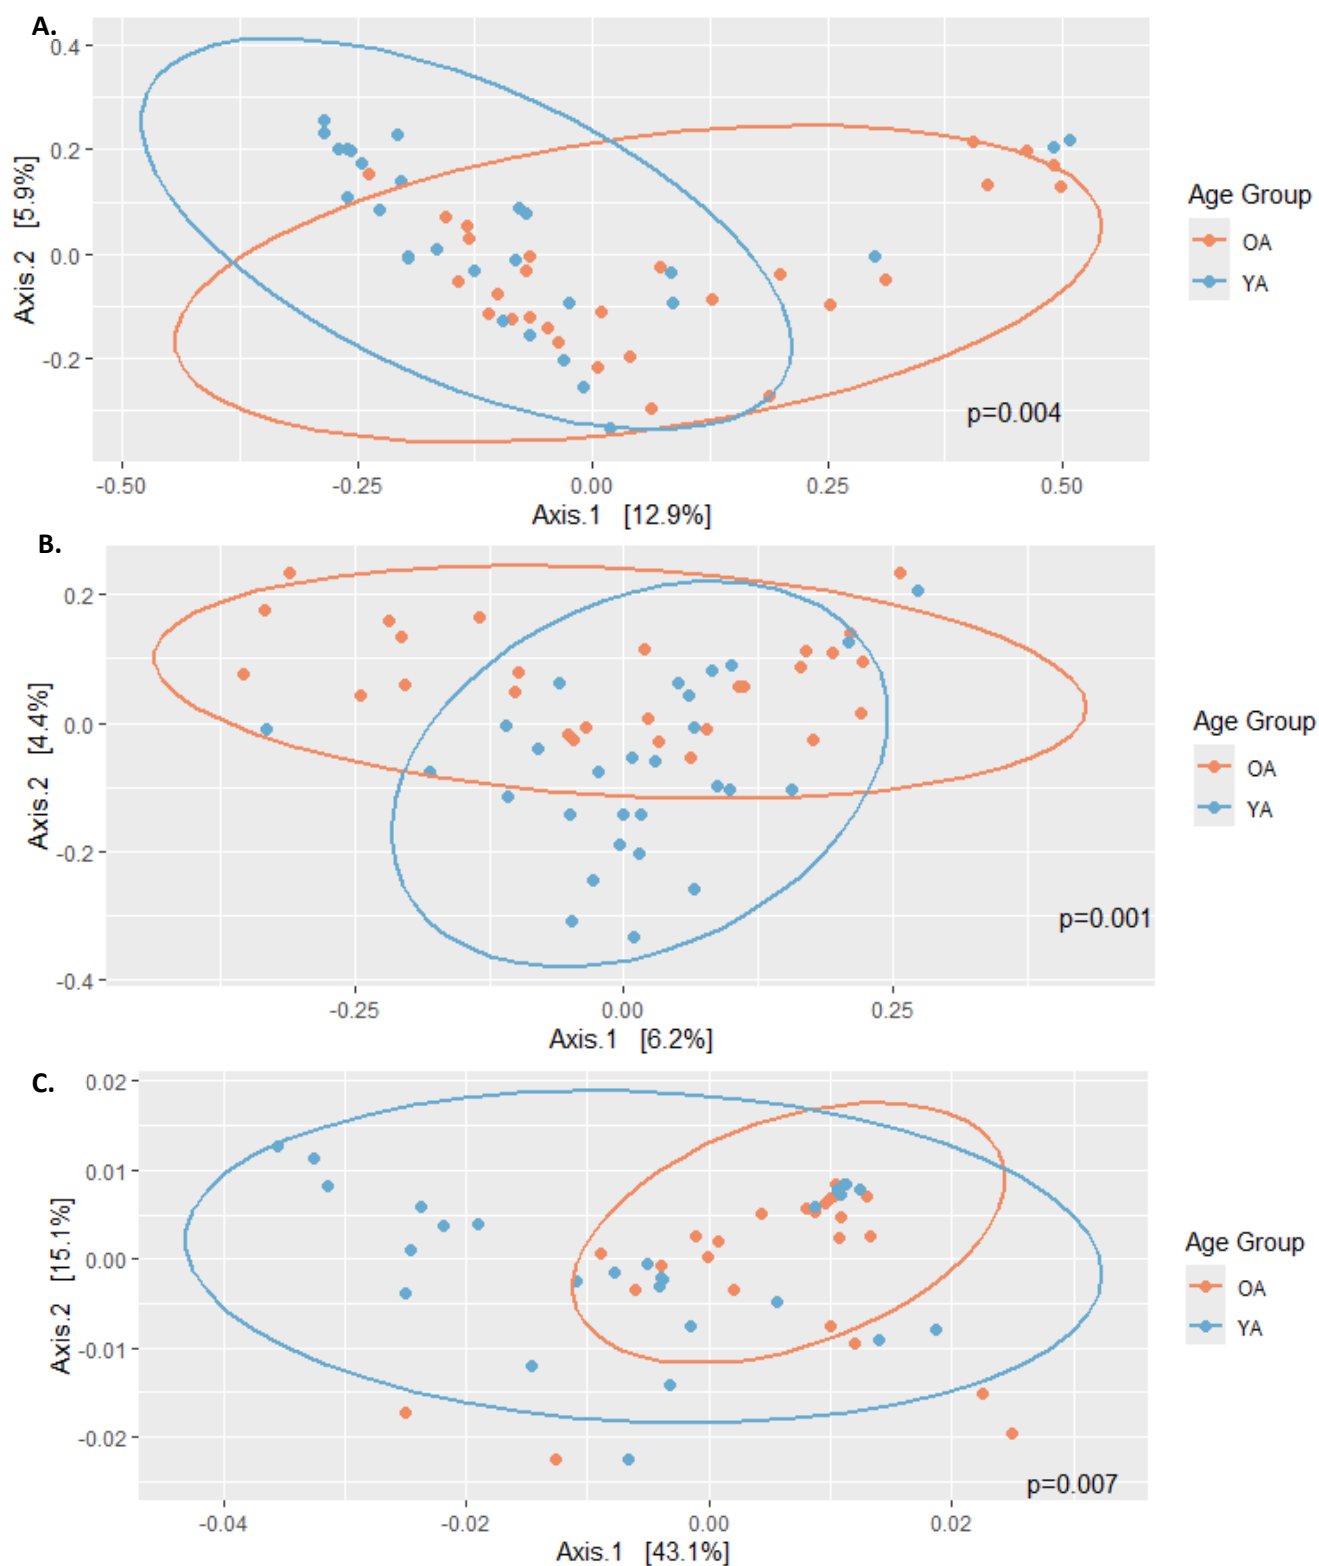 A.
0.4
0.2
0.0
-0.2
Axis.2 [5.9%]
-0.50
-0.25
0.00
0.25
0.50
Axis.1 [12.9%]
p=0.004
Age Group
OA
YA
B.
0.2
0.0
-0.2
-0.4
Axis.2 [4.4%]
-0.25
0.00
0.25
Axis.1 [6.2%]
p=0.001
Age Group
OA
YA
C.
0.02
0.01
0.00
-0.01
-0.02
Axis.2 [15.1%]
-0.04
-0.02
0.00
0.02
Axis.1 [43.1%]
p=0.007
Age Group
OA
YA